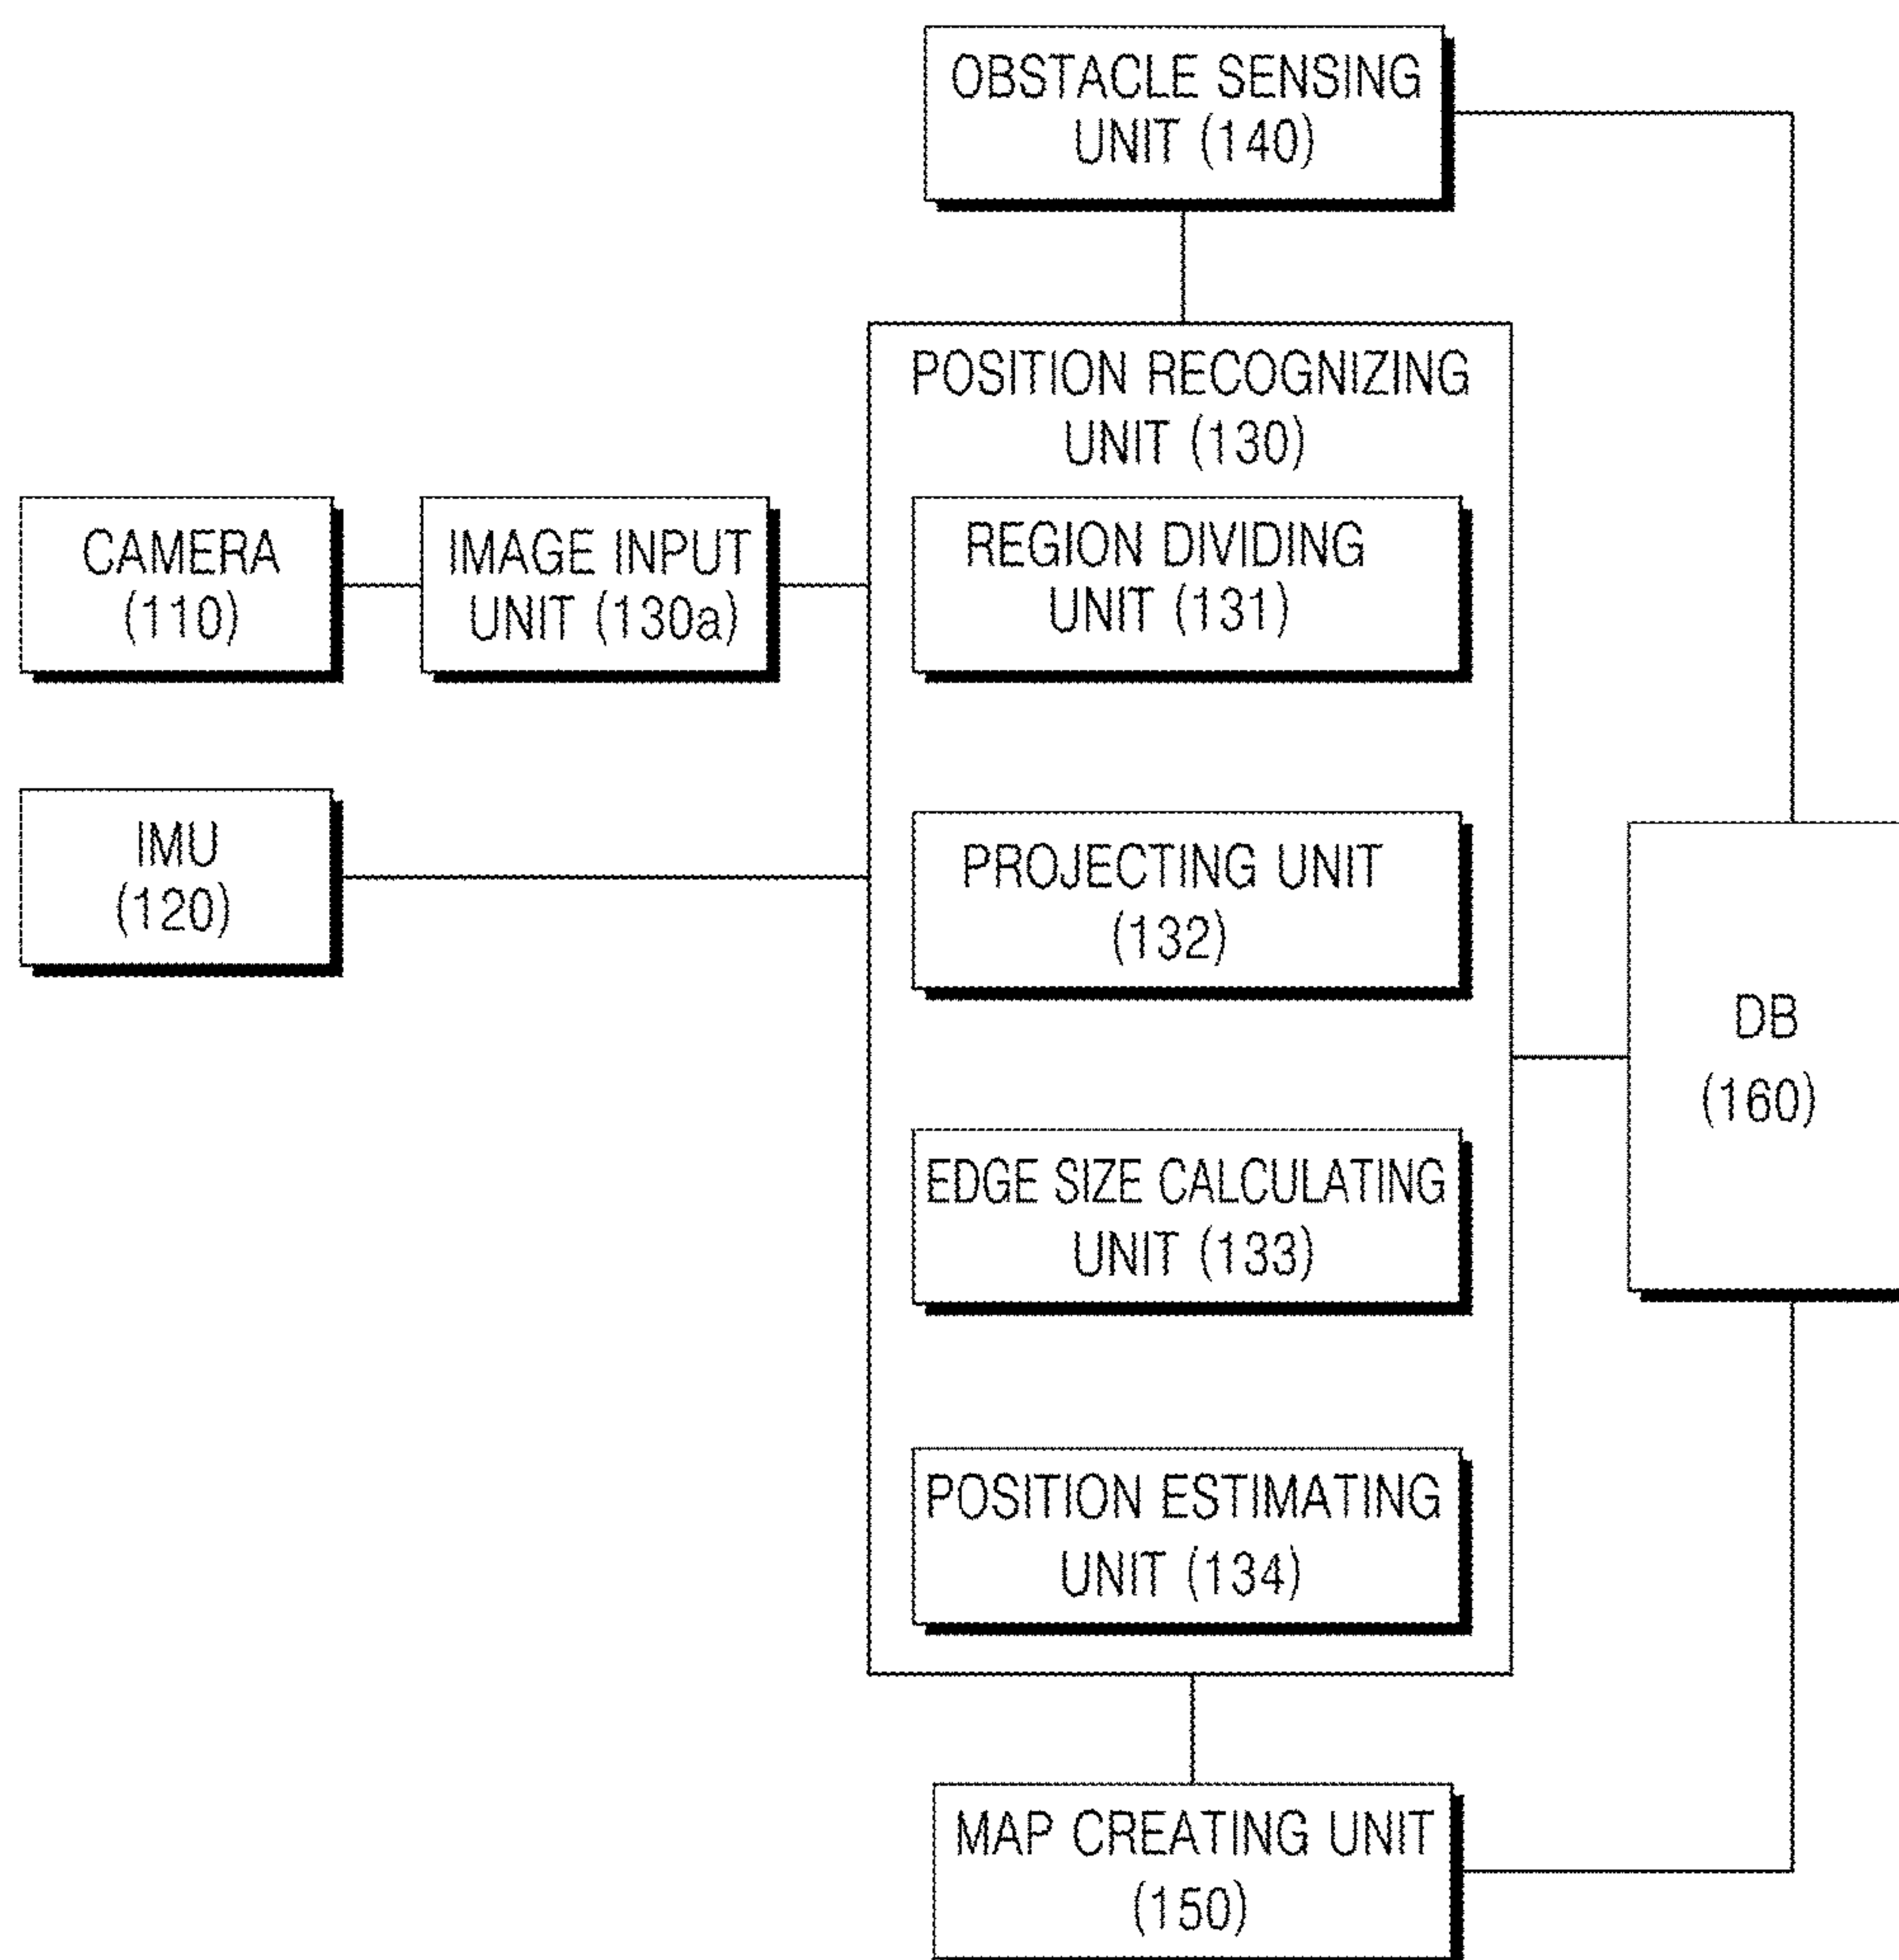 OBSTACLE SENSING
UNIT (140)
POSITION RECOGNIZING
UNIT (130)
CAMERA
(110)
IMAGE INPUT
UNIT (130a)
REGION DIVIDING
UNIT (131)
IMU
(120)
PROJECTING UNIT
(132)
DB
(160)
EDGE SIZE CALCULATING
UNIT (133)
POSITION ESTIMATING
UNIT (134)
MAP CREATING UNIT
(150)